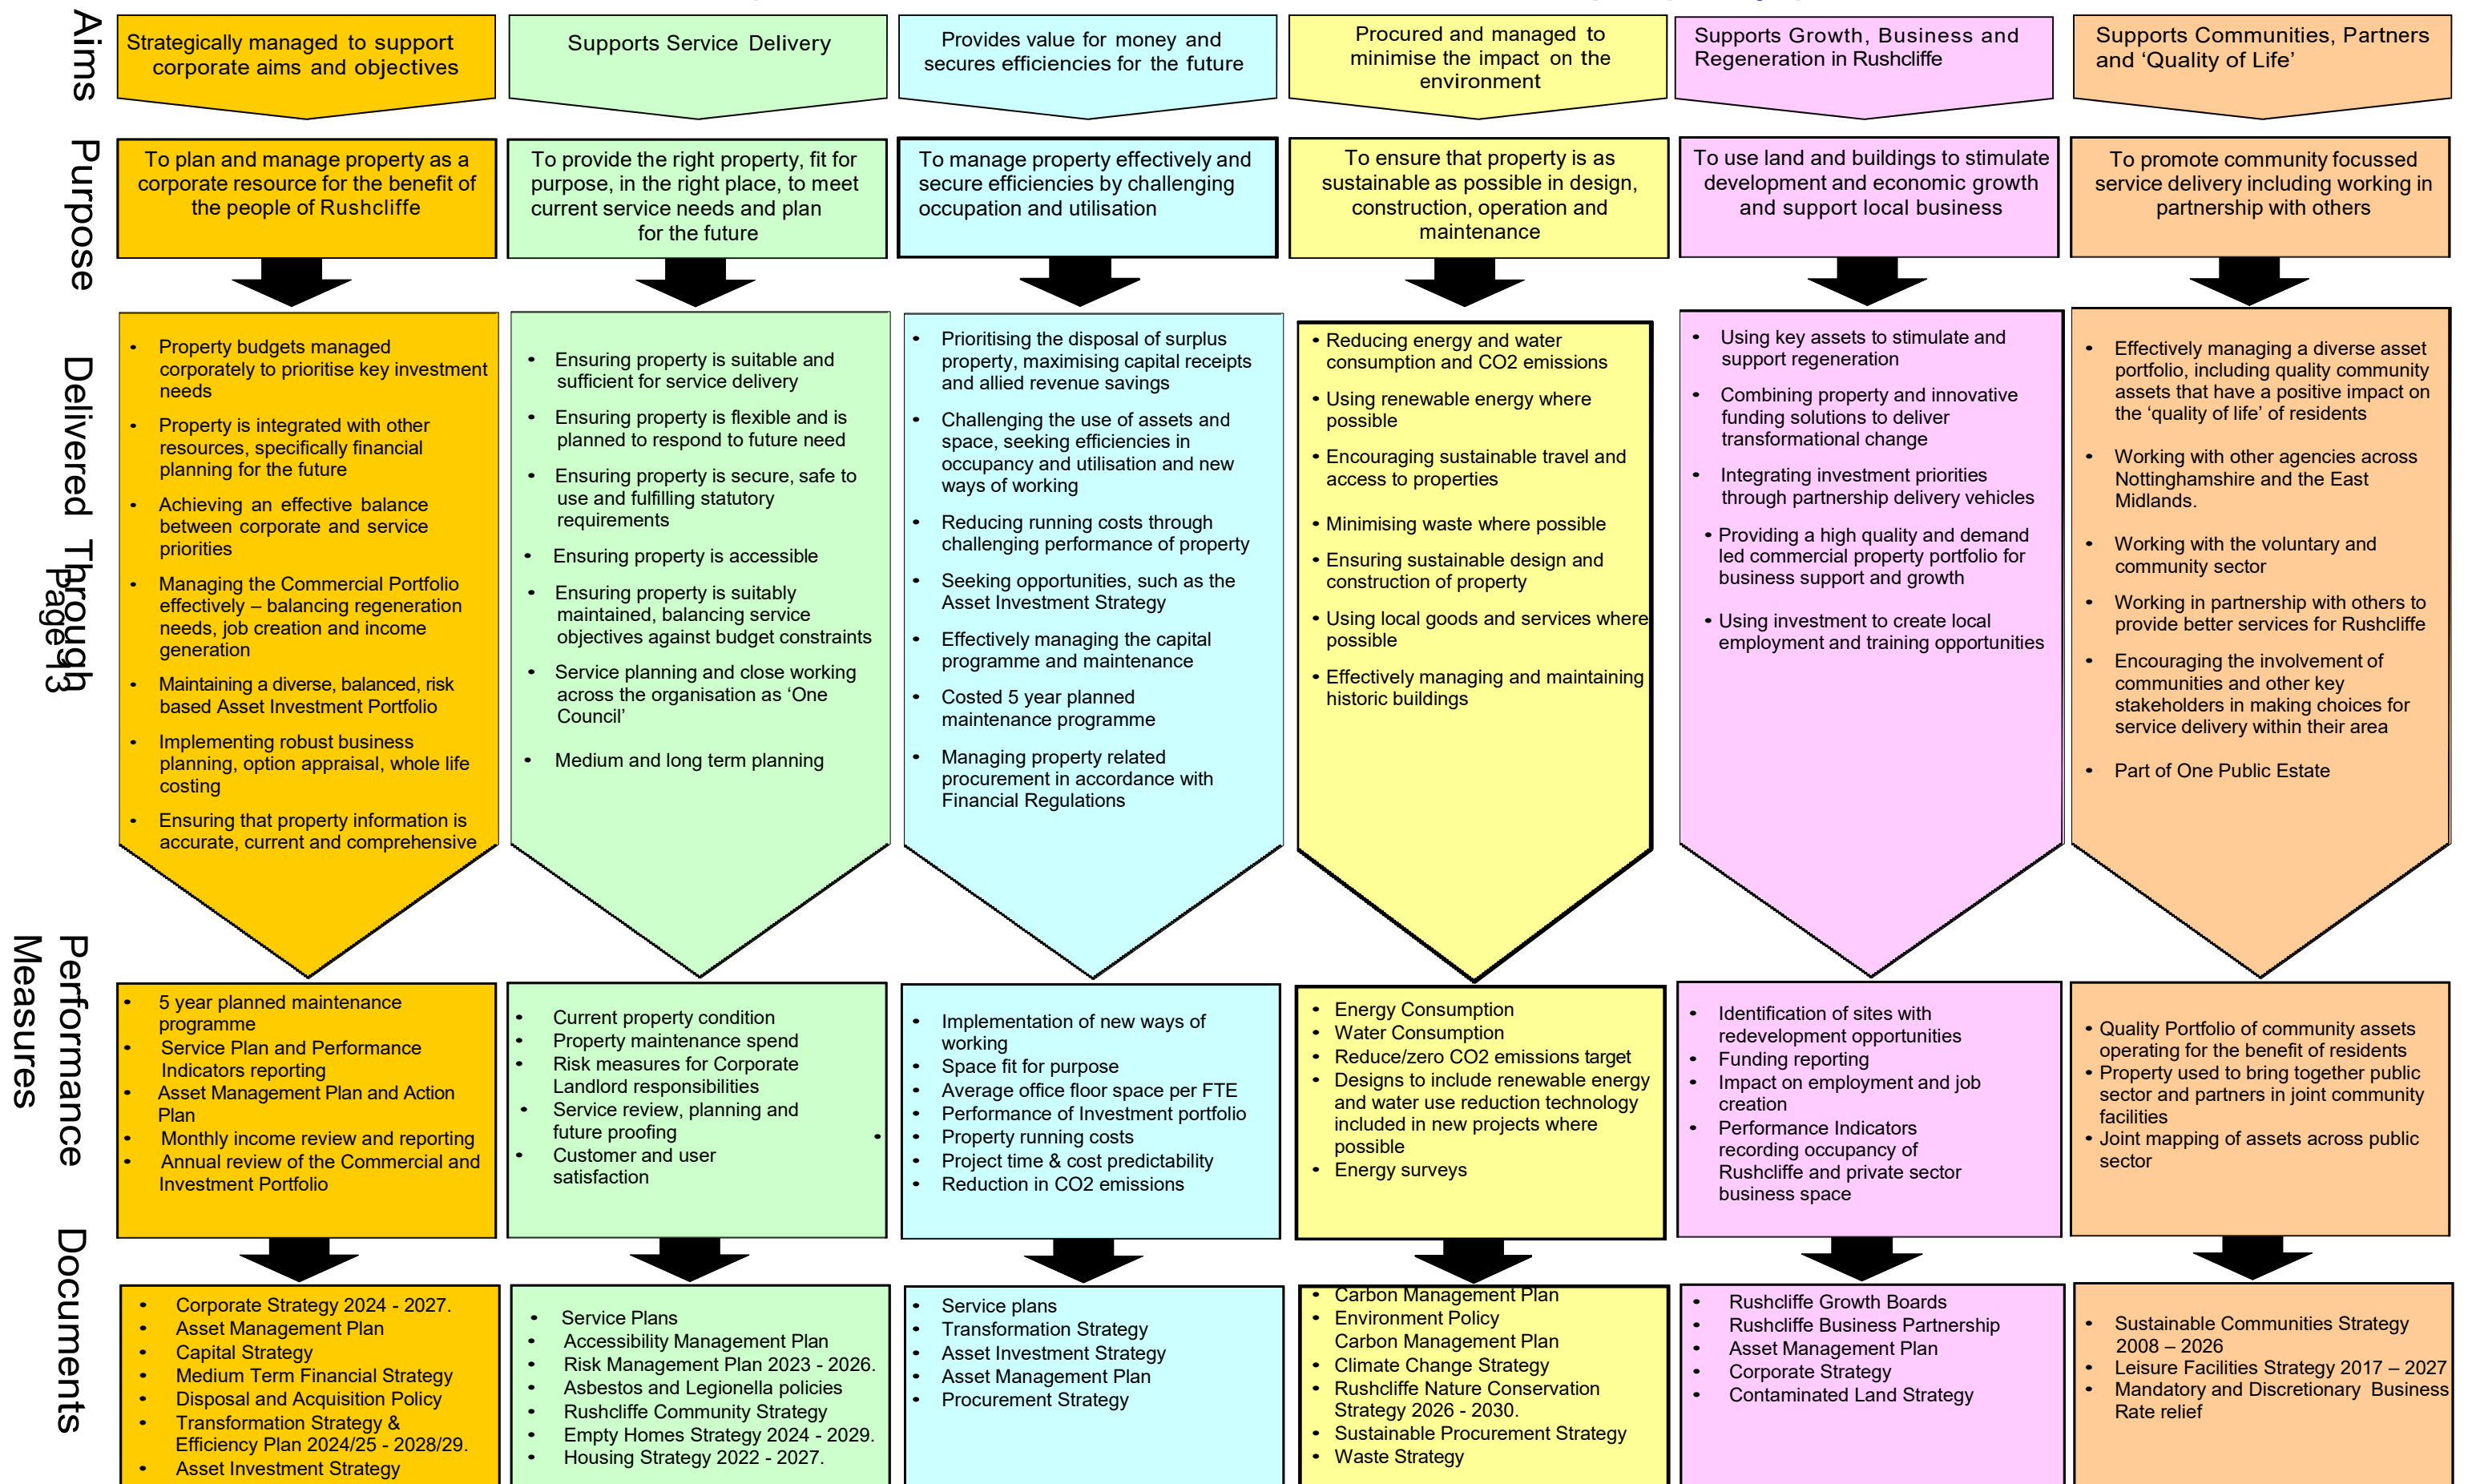 Aims
Strategically managed to support
corporate aims and objectives
Supports Service Delivery
Provides value for money and
secures efficiencies for the future
Procured and managed to
minimise the impact on the
environment
Supports Growth, Business and
Regeneration in Rushcliffe
Supports Communities, Partners
and ‘Quality of Life’
Purpose
To plan and manage property as a
corporate resource for the benefit of
the people of Rushcliffe
To provide the right property, fit for
purpose, in the right place, to meet
current service needs and plan
for the future
To manage property effectively and
secure efficiencies by challenging
occupation and utilisation
To ensure that property is as
sustainable as possible in design,
construction, operation and
maintenance
To use land and buildings to stimulate
development and economic growth
and support local business
To promote community focussed
service delivery including working in
partnership with others
Delivered Through
Page 13
• Property budgets managed
corporately to prioritise key investment
needs
• Property is integrated with other
resources, specifically financial
planning for the future
• Achieving an effective balance
between corporate and service
priorities
• Managing the Commercial Portfolio
effectively – balancing regeneration
needs, job creation and income
generation
• Maintaining a diverse, balanced, risk
based Asset Investment Portfolio
• Implementing robust business
planning, option appraisal, whole life
costing
• Ensuring that property information is
accurate, current and comprehensive
• Ensuring property is suitable and
sufficient for service delivery
• Ensuring property is flexible and is
planned to respond to future need
• Ensuring property is secure, safe to
use and fulfilling statutory
requirements
• Ensuring property is accessible
• Ensuring property is suitably
maintained, balancing service
objectives against budget constraints
• Service planning and close working
across the organisation as ‘One
Council’
• Medium and long term planning
• Prioritising the disposal of surplus
property, maximising capital receipts
and allied revenue savings
• Challenging the use of assets and
space, seeking efficiencies in
occupancy and utilisation and new
ways of working
• Reducing running costs through
challenging performance of property
• Seeking opportunities, such as the
Asset Investment Strategy
• Effectively managing the capital
programme and maintenance
• Costed 5 year planned
maintenance programme
• Managing property related
procurement in accordance with
Financial Regulations
• Reducing energy and water
consumption and CO2 emissions
• Using renewable energy where
possible
• Encouraging sustainable travel and
access to properties
• Minimising waste where possible
• Ensuring sustainable design and
construction of property
• Using local goods and services where
possible
• Effectively managing and maintaining
historic buildings
• Using key assets to stimulate and
support regeneration
• Combining property and innovative
funding solutions to deliver
transformational change
• Integrating investment priorities
through partnership delivery vehicles
• Providing a high quality and demand
led commercial property portfolio for
business support and growth
• Using investment to create local
employment and training opportunities
• Effectively managing a diverse asset
portfolio, including quality community
assets that have a positive impact on
the ‘quality of life’ of residents
• Working with other agencies across
Nottinghamshire and the East
Midlands.
• Working with the voluntary and
community sector
• Working in partnership with others to
provide better services for Rushcliffe
• Encouraging the involvement of
communities and other key
stakeholders in making choices for
service delivery within their area
• Part of One Public Estate
Performance
Measures
• 5 year planned maintenance
programme
• Service Plan and Performance
Indicators reporting
• Asset Management Plan and Action
Plan
• Monthly income review and reporting
• Annual review of the Commercial and
Investment Portfolio
• Current property condition
• Property maintenance spend
• Risk measures for Corporate
Landlord responsibilities
• Service review, planning and
future proofing
• Customer and user
satisfaction
•
• Implementation of new ways of
working
• Space fit for purpose
• Average office floor space per FTE
• Performance of Investment portfolio
• Property running costs
• Project time & cost predictability
• Reduction in CO2 emissions
• Energy Consumption
• Water Consumption
• Reduce/zero CO2 emissions target
• Designs to include renewable energy
and water use reduction technology
included in new projects where
possible
• Energy surveys
• Identification of sites with
redevelopment opportunities
• Funding reporting
• Impact on employment and job
creation
• Performance Indicators
recording occupancy of
Rushcliffe and private sector
business space
• Quality Portfolio of community assets
operating for the benefit of residents
• Property used to bring together public
sector and partners in joint community
facilities
• Joint mapping of assets across public
sector
Documents
• Corporate Strategy 2024 - 2027.
• Asset Management Plan
• Capital Strategy
• Medium Term Financial Strategy
• Disposal and Acquisition Policy
• Transformation Strategy &
Efficiency Plan 2024/25 - 2028/29.
• Asset Investment Strategy
• Service Plans
• Accessibility Management Plan
• Risk Management Plan 2023 - 2026.
• Asbestos and Legionella policies
• Rushcliffe Community Strategy
• Empty Homes Strategy 2024 - 2029.
• Housing Strategy 2022 - 2027.
• Service plans
• Transformation Strategy
• Asset Investment Strategy
• Asset Management Plan
• Procurement Strategy
• Carbon Management Plan
• Environment Policy
Carbon Management Plan
• Climate Change Strategy
• Rushcliffe Nature Conservation
Strategy 2026 - 2030.
• Sustainable Procurement Strategy
• Waste Strategy
• Rushcliffe Growth Boards
• Rushcliffe Business Partnership
• Asset Management Plan
• Corporate Strategy
• Contaminated Land Strategy
• Sustainable Communities Strategy
2008 – 2026
• Leisure Facilities Strategy 2017 – 2027
• Mandatory and Discretionary Business
Rate relief